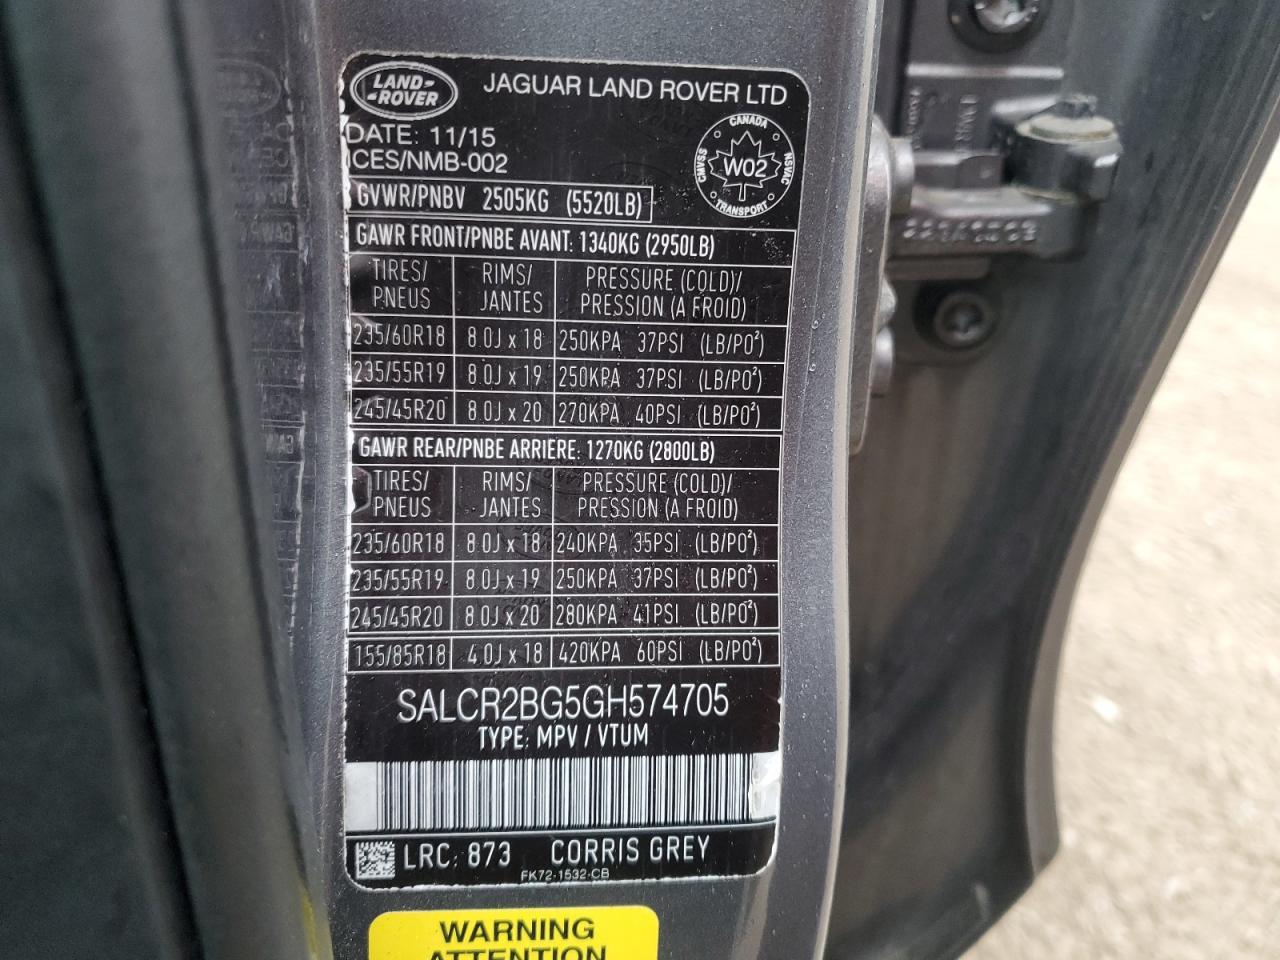 LAND-ROVER
JAGUAR LAND ROVER LTD
DATE: 11/15
ICES/NMB-002
CANADA
CMVSS
W02
NSVAC
TRANSPORT
GVWR/PNBV 2505KG (5520LB)
GAWR FRONT/PNBE AVANT: 1340KG (2950LB)
TIRES/ PNEUS RIMS/ JANTES PRESSURE (COLD)/ PRESSION (A FROID)
235/60R18 8.0J x 18 250KPA 37PSI (LB/PO²)
235/55R19 8.0J x 19 250KPA 37PSI (LB/PO²)
245/45R20 8.0J x 20 270KPA 40PSI (LB/PO²)
GAWR REAR/PNBE ARRIERE: 1270KG (2800LB)
TIRES/ PNEUS RIMS/ JANTES PRESSURE (COLD)/ PRESSION (A FROID)
235/60R18 8.0J x 18 240KPA 35PSI (LB/PO²)
235/55R19 8.0J x 19 250KPA 37PSI (LB/PO²)
245/45R20 8.0J x 20 280KPA 41PSI (LB/PO²)
155/85R18 4.0J x 18 420KPA 60PSI (LB/PO²)
SALCR2BG5GH574705
TYPE: MPV / VTUM
LRC: 873 CORRIS GREY
FK72-1532-CB
WARNING
ATTENTION